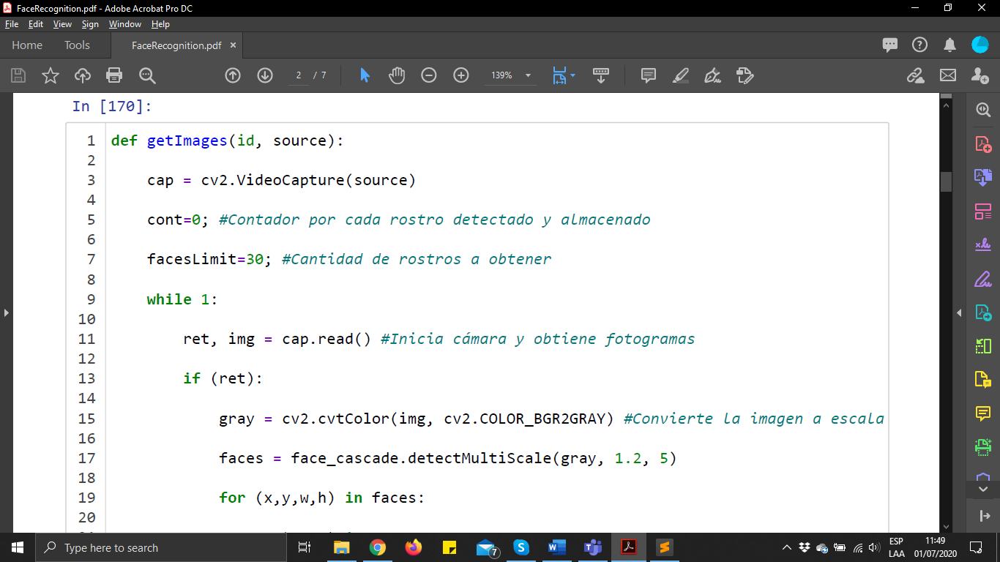 FaceRecognition.pdf - Adobe Acrobat Pro DC
File Edit View Sign Window Help
Home Tools FaceRecognition.pdf ×
2 / 7 139%
In [170]:
1 def getImages(id, source):
2
3 cap = cv2.VideoCapture(source)
4
5 cont=0; #Contador por cada rostro detectado y almacenado
6
7 facesLimit=30; #Cantidad de rostros a obtener
8
9 while 1:
10
11 ret, img = cap.read() #Inicia cámara y obtiene fotogramas
12
13 if (ret):
14
15 gray = cv2.cvtColor(img, cv2.COLOR_BGR2GRAY) #Convierte la imagen a escala
16
17 faces = face_cascade.detectMultiScale(gray, 1.2, 5)
18
19 for (x,y,w,h) in faces:
20
Type here to search
7
ESP
LAA
11:49
01/07/2020